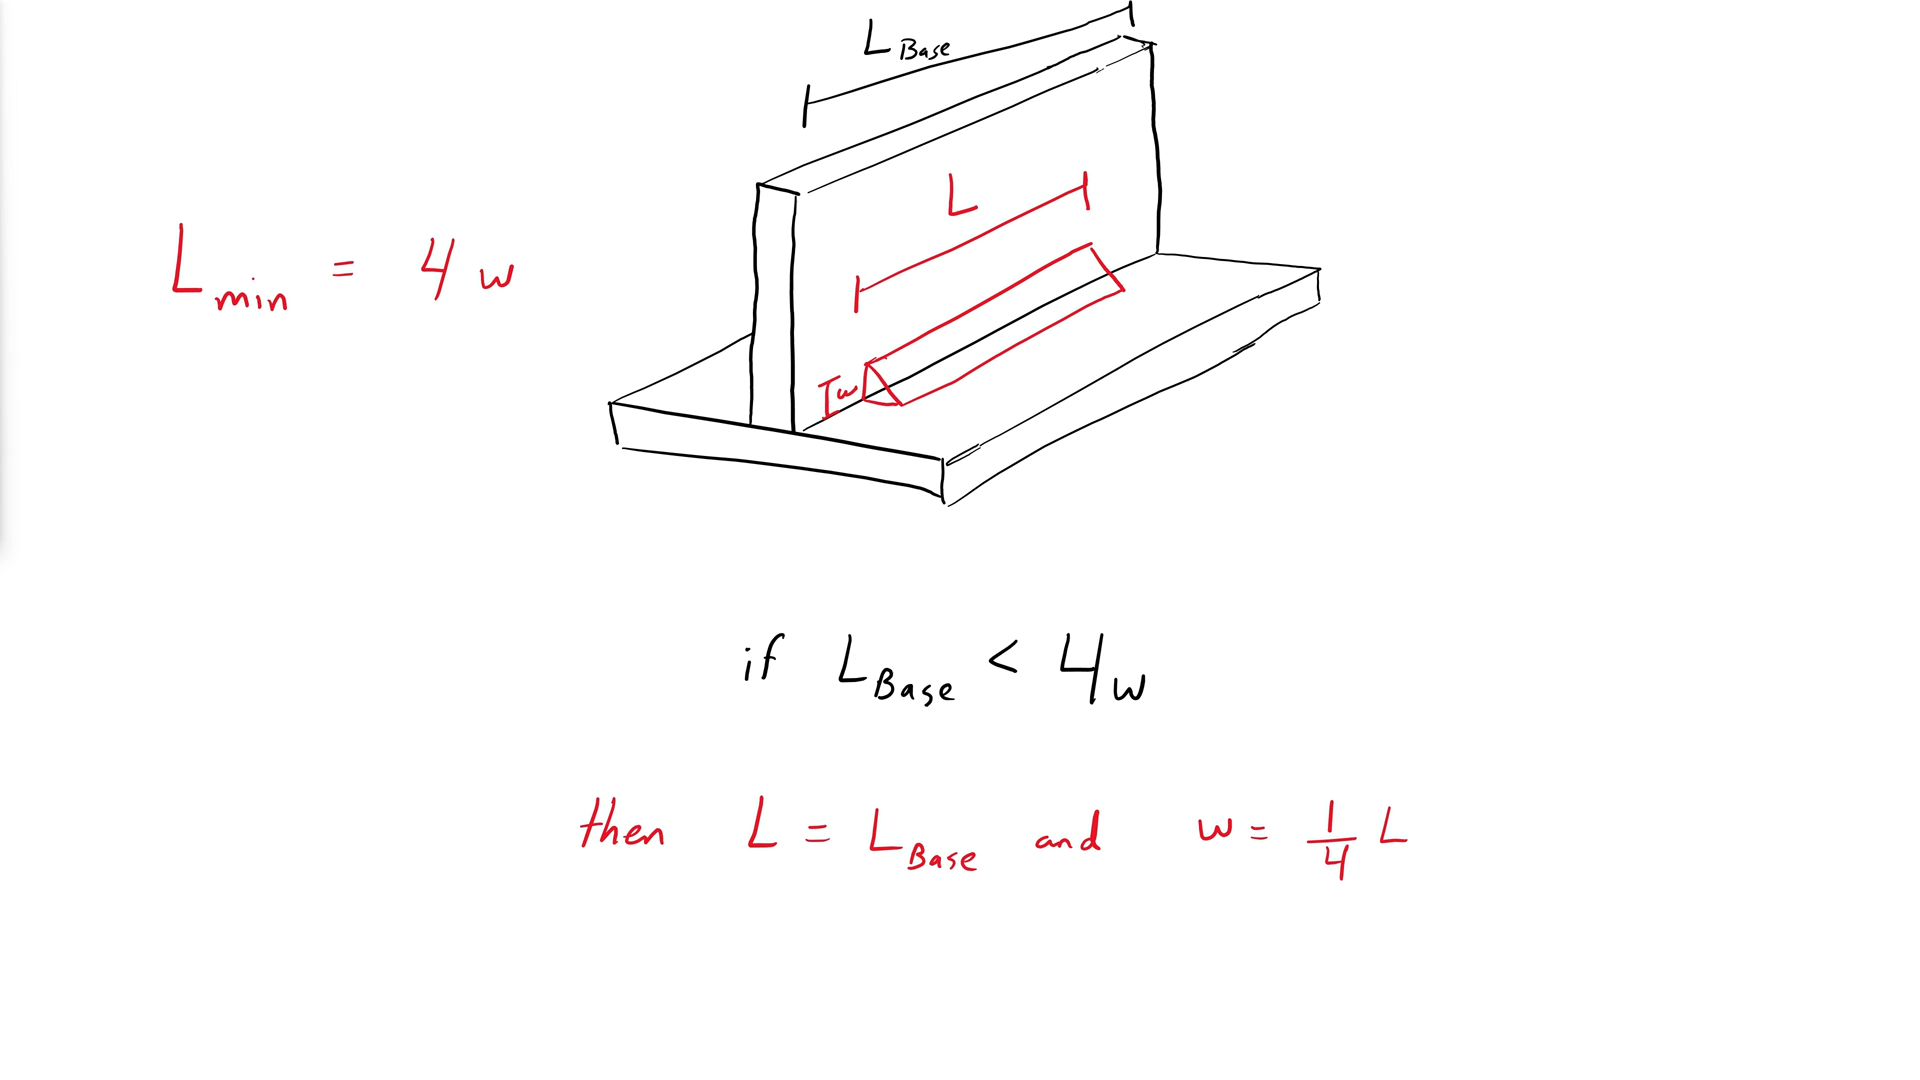 L Base
L
L min = 4 w
w
if L Base < 4w
then L = L Base and w = 1/4 L